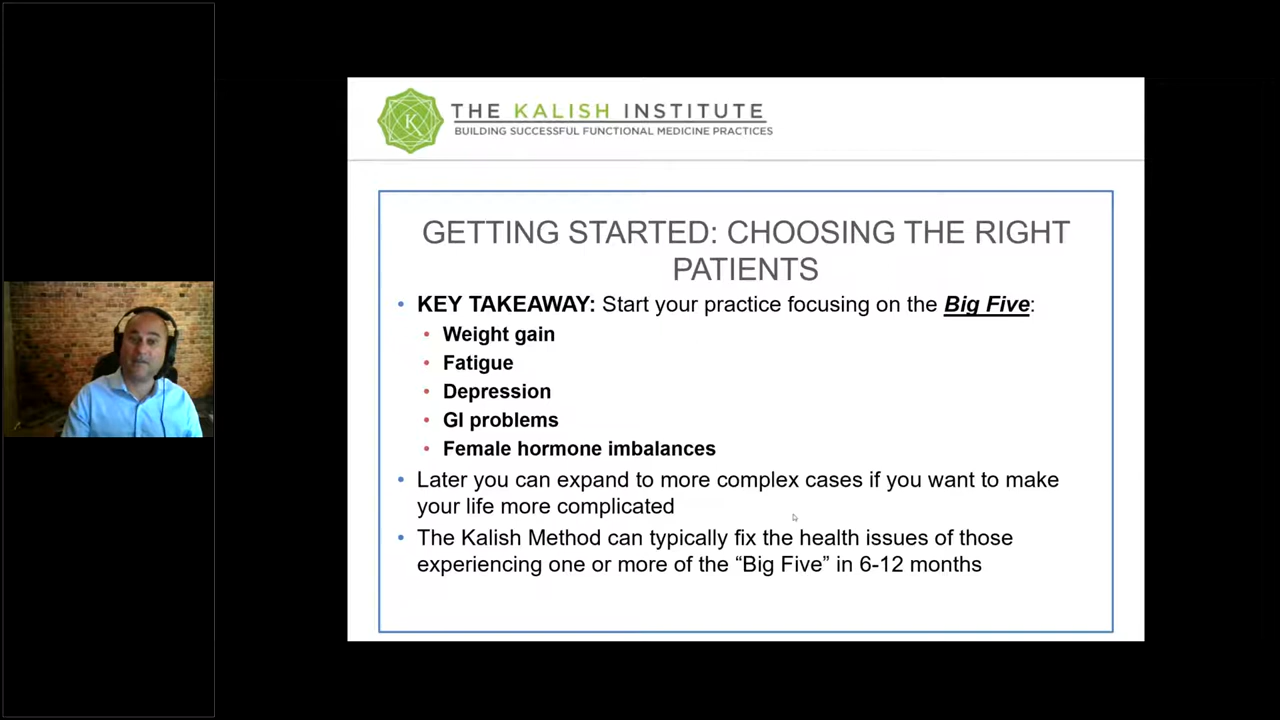 THE KALISH INSTITUTE
BUILDING SUCCESSFUL FUNCTIONAL MEDICINE PRACTICES
K
GETTING STARTED: CHOOSING THE RIGHT
PATIENTS
• KEY TAKEAWAY: Start your practice focusing on the Big Five:
• Weight gain
• Fatigue
• Depression
• GI problems
• Female hormone imbalances
• Later you can expand to more complex cases if you want to make
your life more complicated
• The Kalish Method can typically fix the health issues of those
experiencing one or more of the “Big Five” in 6-12 months